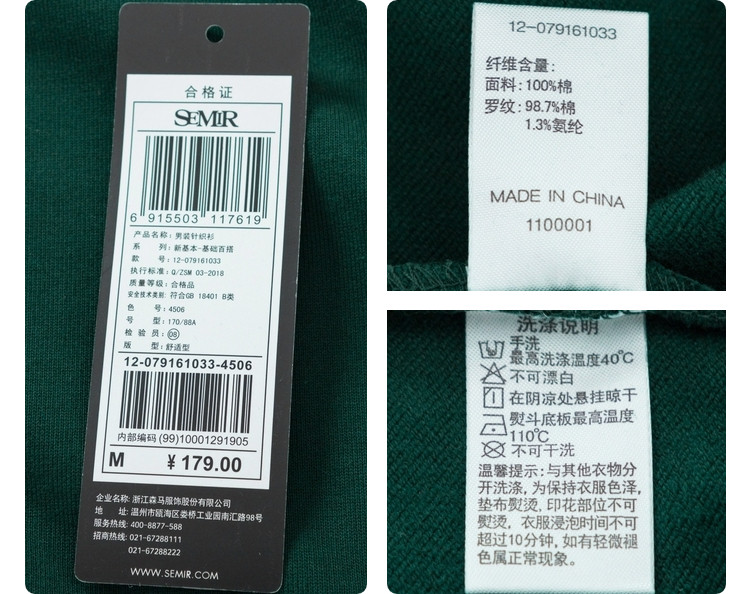 合格证
SEMIR
6 915503 117619
产品名称: 男装针织衫
系 列: 新基本-基础百搭
款 号: 12-079161033
执行标准: Q/ZSM 03-2018
质量等级: 合格品
安全技术类别: 符合GB 18401 B类
色 号: 4506
号 型: 170/88A
检 验 员: 08
版 型: 舒适型
12-079161033-4506
内部编码 (99)10001291905
M ¥179.00
企业名称: 浙江森马服饰股份有限公司
地 址: 温州市瓯海区娄桥工业园南汇路98号
服务热线: 400-8877-588
招商热线: 021-67288111
021-67288222
WWW.SEMIR.COM
12-079161033
纤维含量:
面料: 100%棉
罗纹: 98.7%棉
1.3%氨纶
MADE IN CHINA
1100001
洗涤说明
手洗
最高洗涤温度40℃
不可漂白
在阴凉处悬挂晾干
熨斗底板最高温度
110℃
不可干洗
温馨提示: 与其他衣物分
开洗涤, 为保持衣服色泽,
垫布熨烫, 印花部位不可
熨烫, 衣服浸泡时间不可
超过10分钟, 如有轻微褪
色属正常现象。